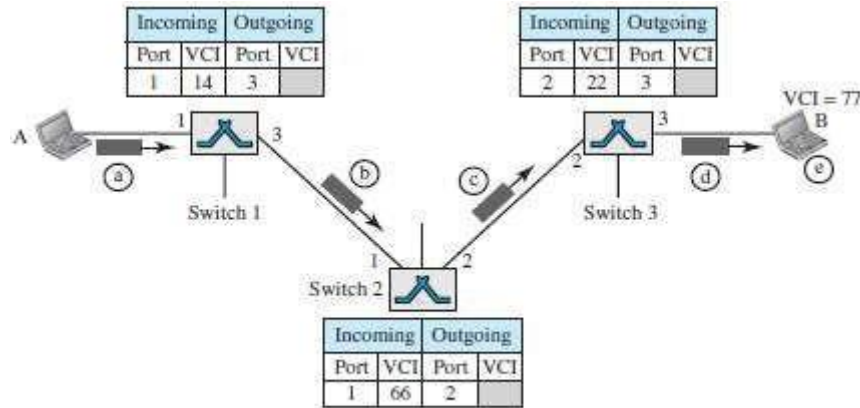 Incoming Outgoing
Port VCI Port VCI
1 14 3
Incoming Outgoing
Port VCI Port VCI
2 22 3
VCI = 77
A
1
3
3
B
a
b
c
2
d
e
Switch 1
Switch 3
1
2
Switch 2
Incoming Outgoing
Port VCI Port VCI
1 66 2